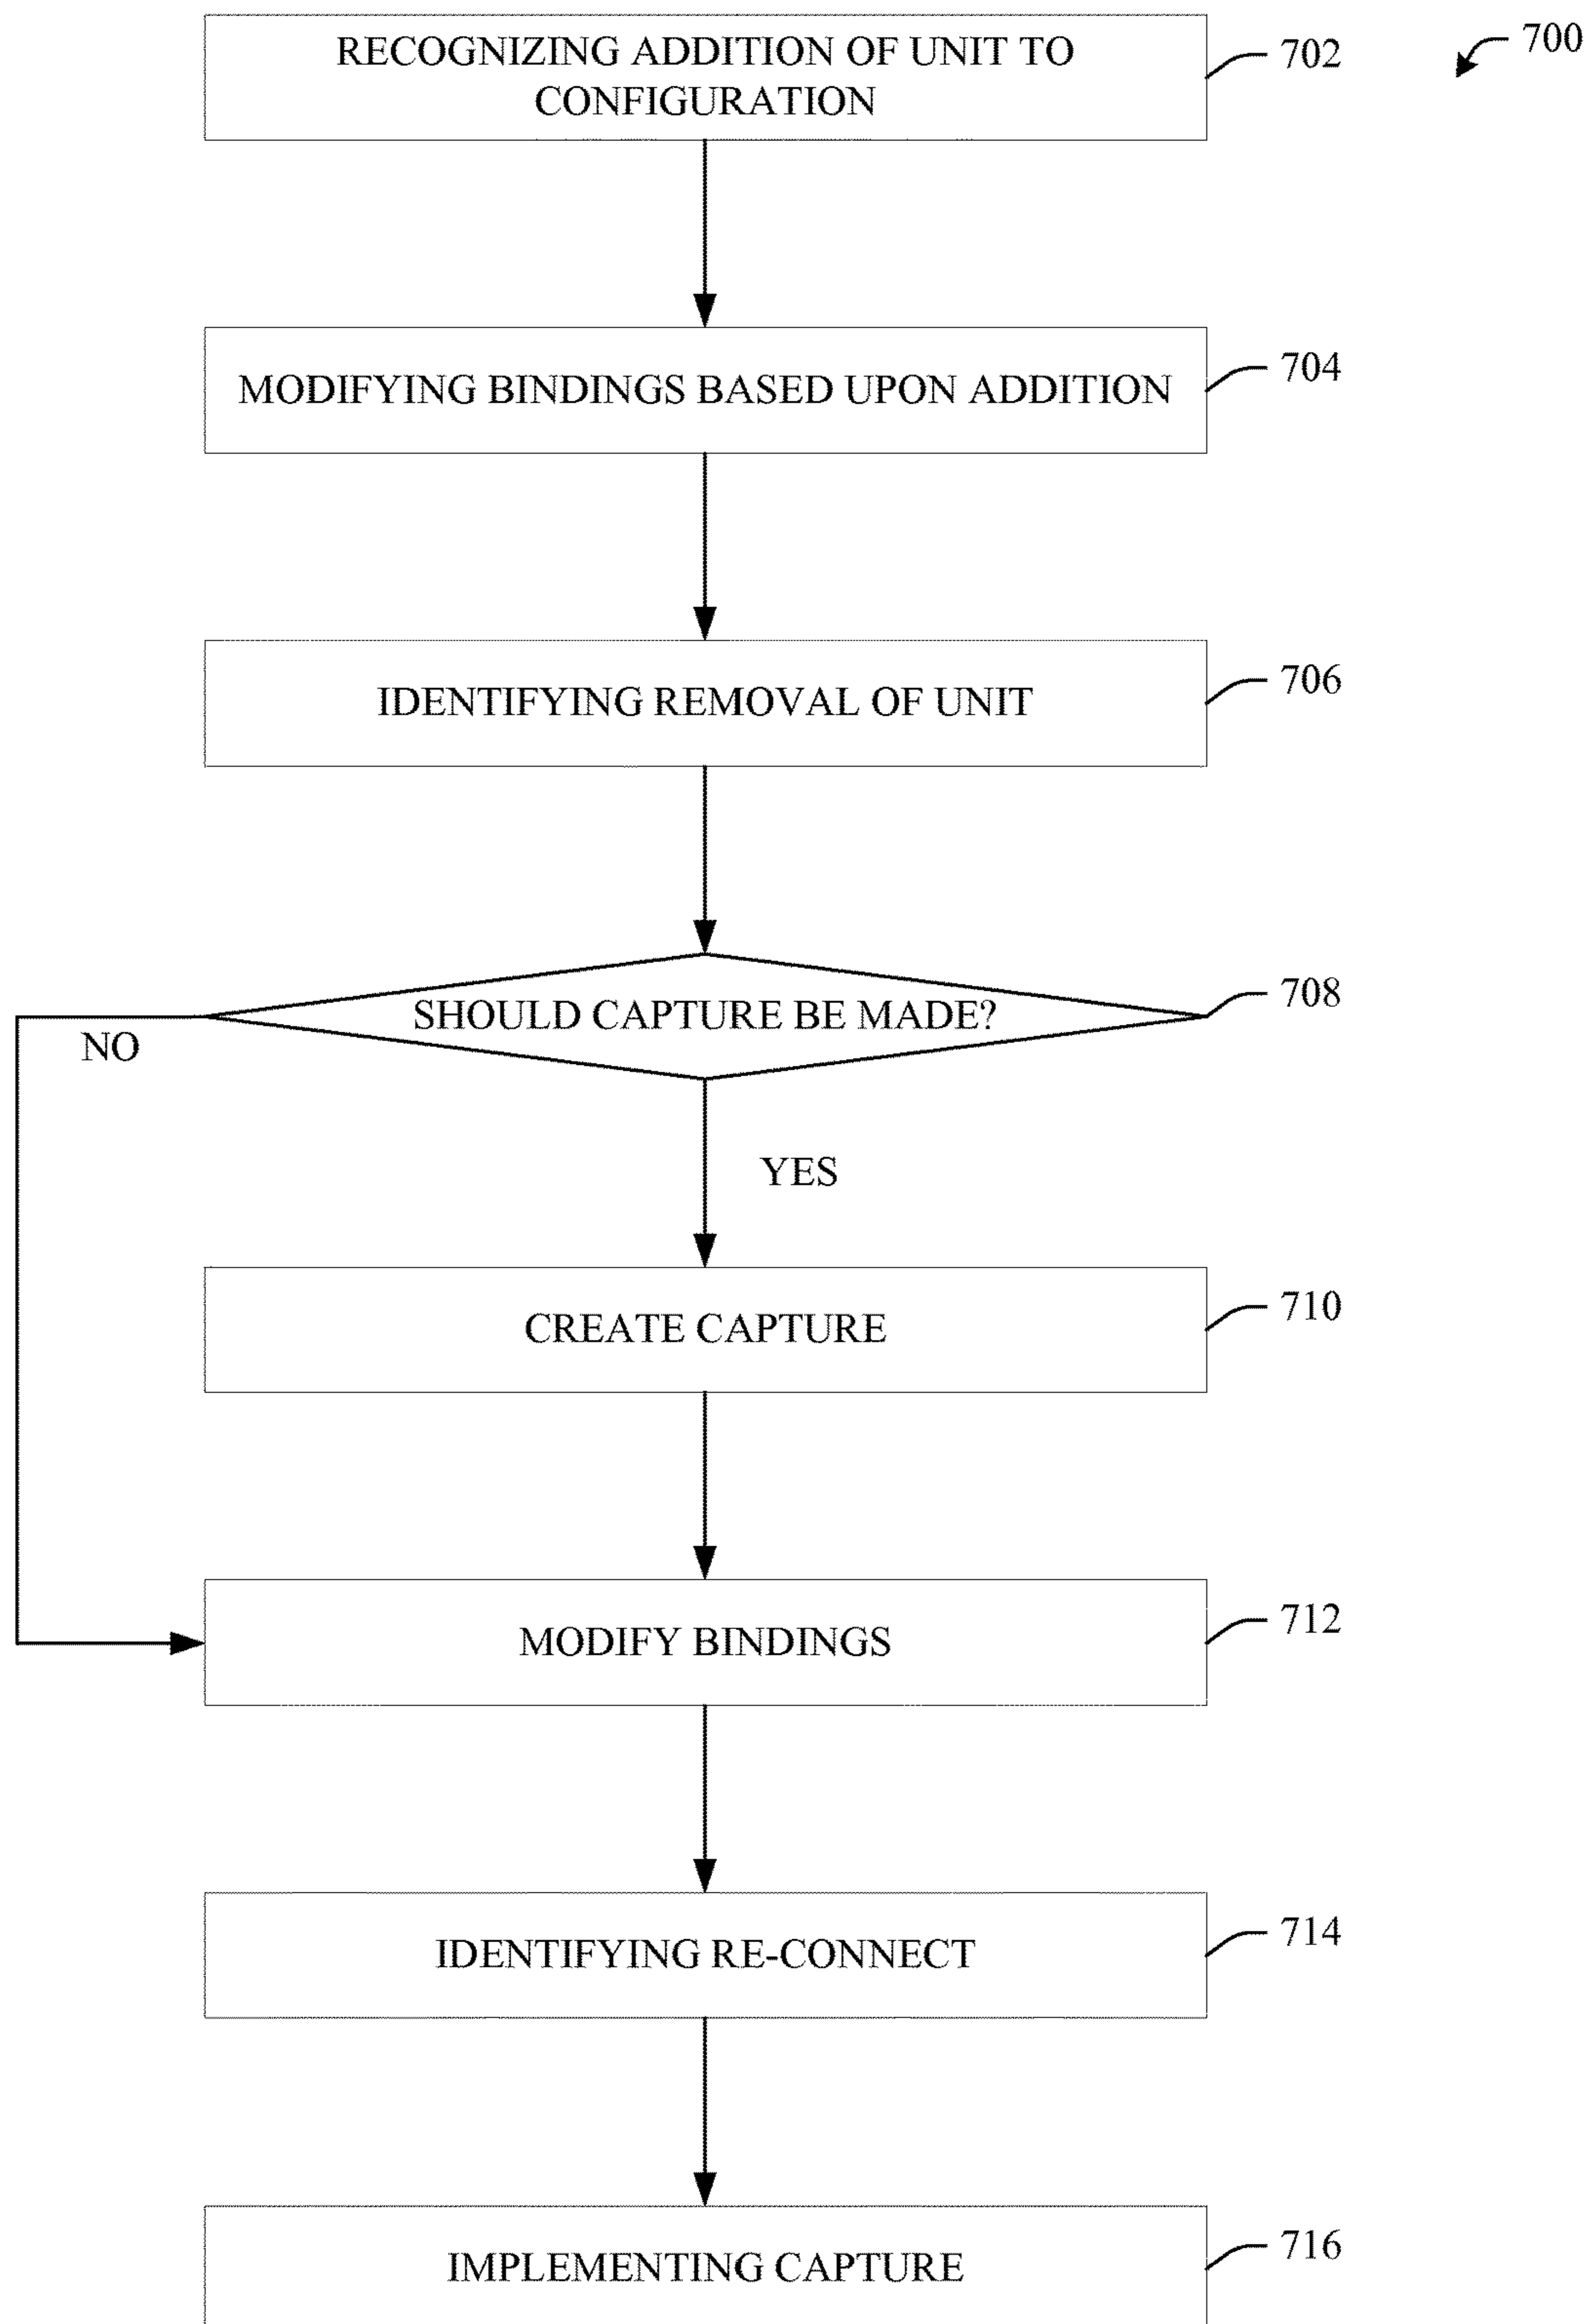 700
RECOGNIZING ADDITION OF UNIT TO
CONFIGURATION
702
MODIFYING BINDINGS BASED UPON ADDITION
704
IDENTIFYING REMOVAL OF UNIT
706
SHOULD CAPTURE BE MADE?
708
NO
YES
CREATE CAPTURE
710
MODIFY BINDINGS
712
IDENTIFYING RE-CONNECT
714
IMPLEMENTING CAPTURE
716